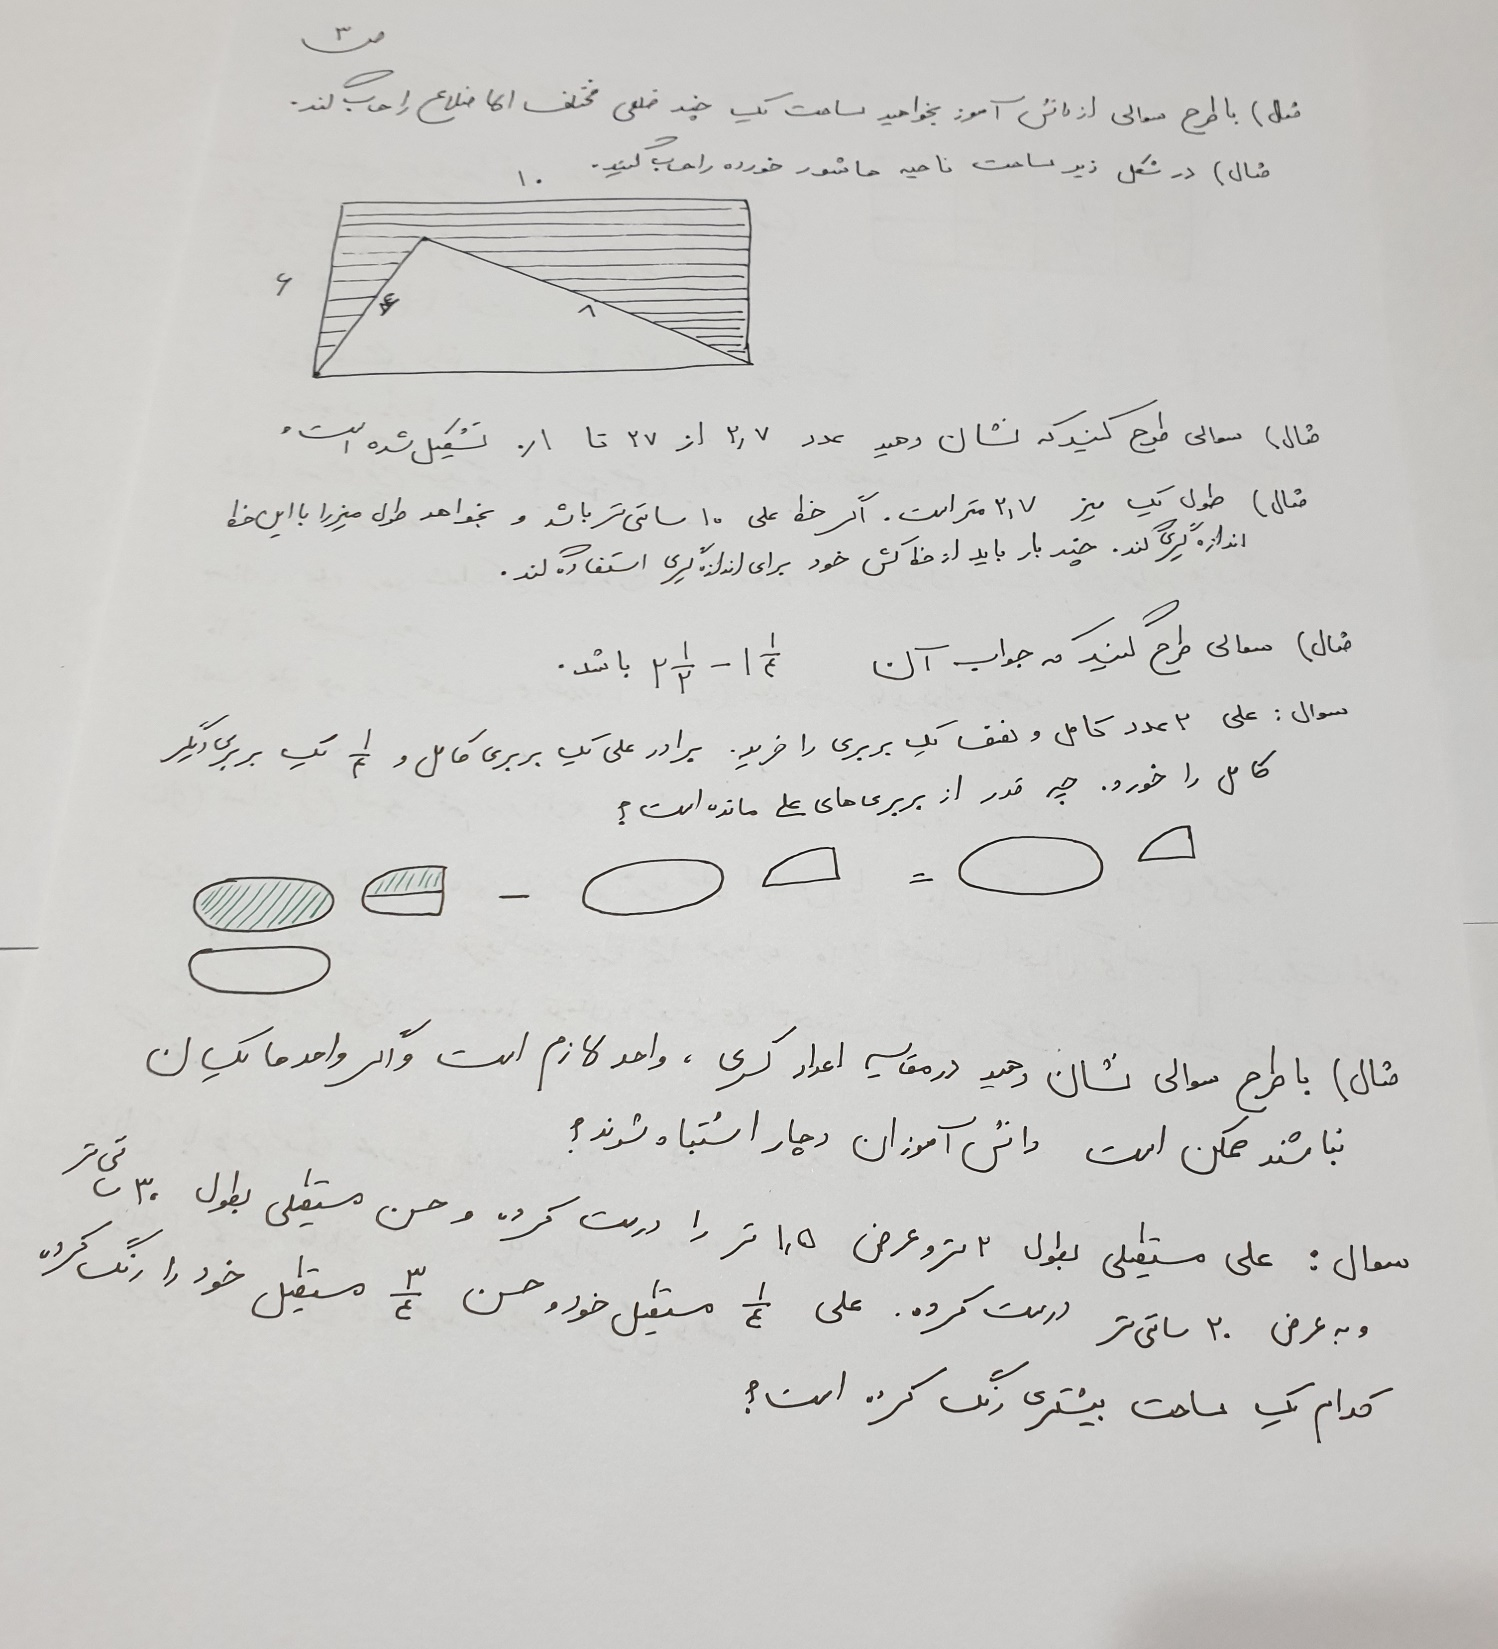 ص ۳
مثال) با طرح سوالی از دانش آموز بخواهید مساحت یک چند ضلعی مختلف الاضلاع را حساب کند.
مثال) در شکل زیر مساحت ناحیه هاشور خورده را حساب کنید.
۱۰
۶
۸
مثال) سوالی طرح کنید که نشان دهید عدد ۲٫۷ از ۲۷ تا ۰٫۱ تشکیل شده است.
مثال) طول یک میز ۲٫۷ متر است. اگر خط علی ۱۰ سانتی متر باشد و بخواهد طول میز را با این خط
اندازه گیری کند. چند بار باید از خط کش خود برای اندازه گیری استفاده کند.
مثال) سوالی طرح کنید که جواب آن ۲ ۱/۲ − ۱ ۱/۴ باشد.
سوال: علی ۲ عدد کامل و نصف یک بربری را خرید. برادر علی یک بربری کامل و ۱/۴ یک بربری دیگر
کامل را خورد. چه قدر از بربری های علی مانده است؟
− =
مثال) با طرح سوالی نشان دهید در مقایسه اعداد کسری، واحد لازم است و اگر واحدها یکسان
نباشند ممکن است دانش آموزان دچار اشتباه شوند؟
سوال: علی مستطیلی بطول ۲ متر و عرض ۱٫۵ متر را درست کرده و حسن مستطیلی بطول ۳۰ سانتی متر
و به عرض ۲۰ سانتی متر درست کرده. علی ۱/۴ مستطیل خود و حسن ۳/۴ مستطیل خود را رنگ کرده
کدام یک مساحت بیشتری رنگ کرده است؟